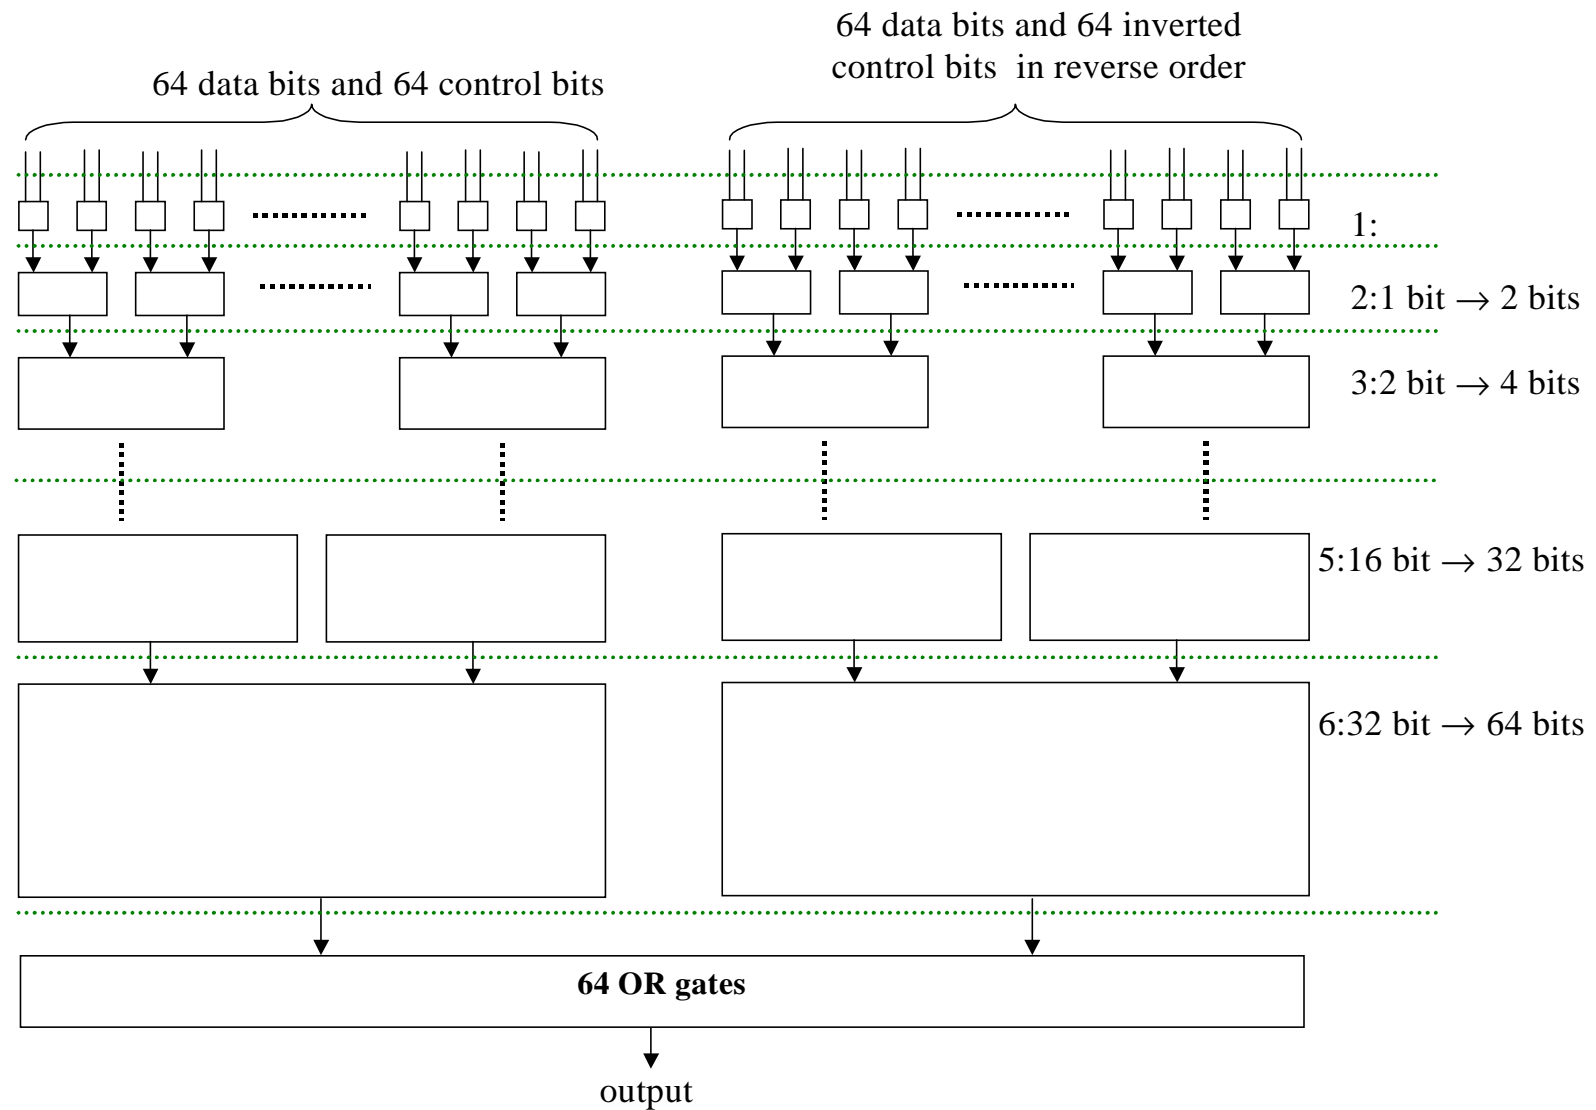 64 data bits and 64 inverted
control bits in reverse order
64 data bits and 64 control bits
1:
2:1 bit → 2 bits
3:2 bit → 4 bits
5:16 bit → 32 bits
6:32 bit → 64 bits
64 OR gates
output